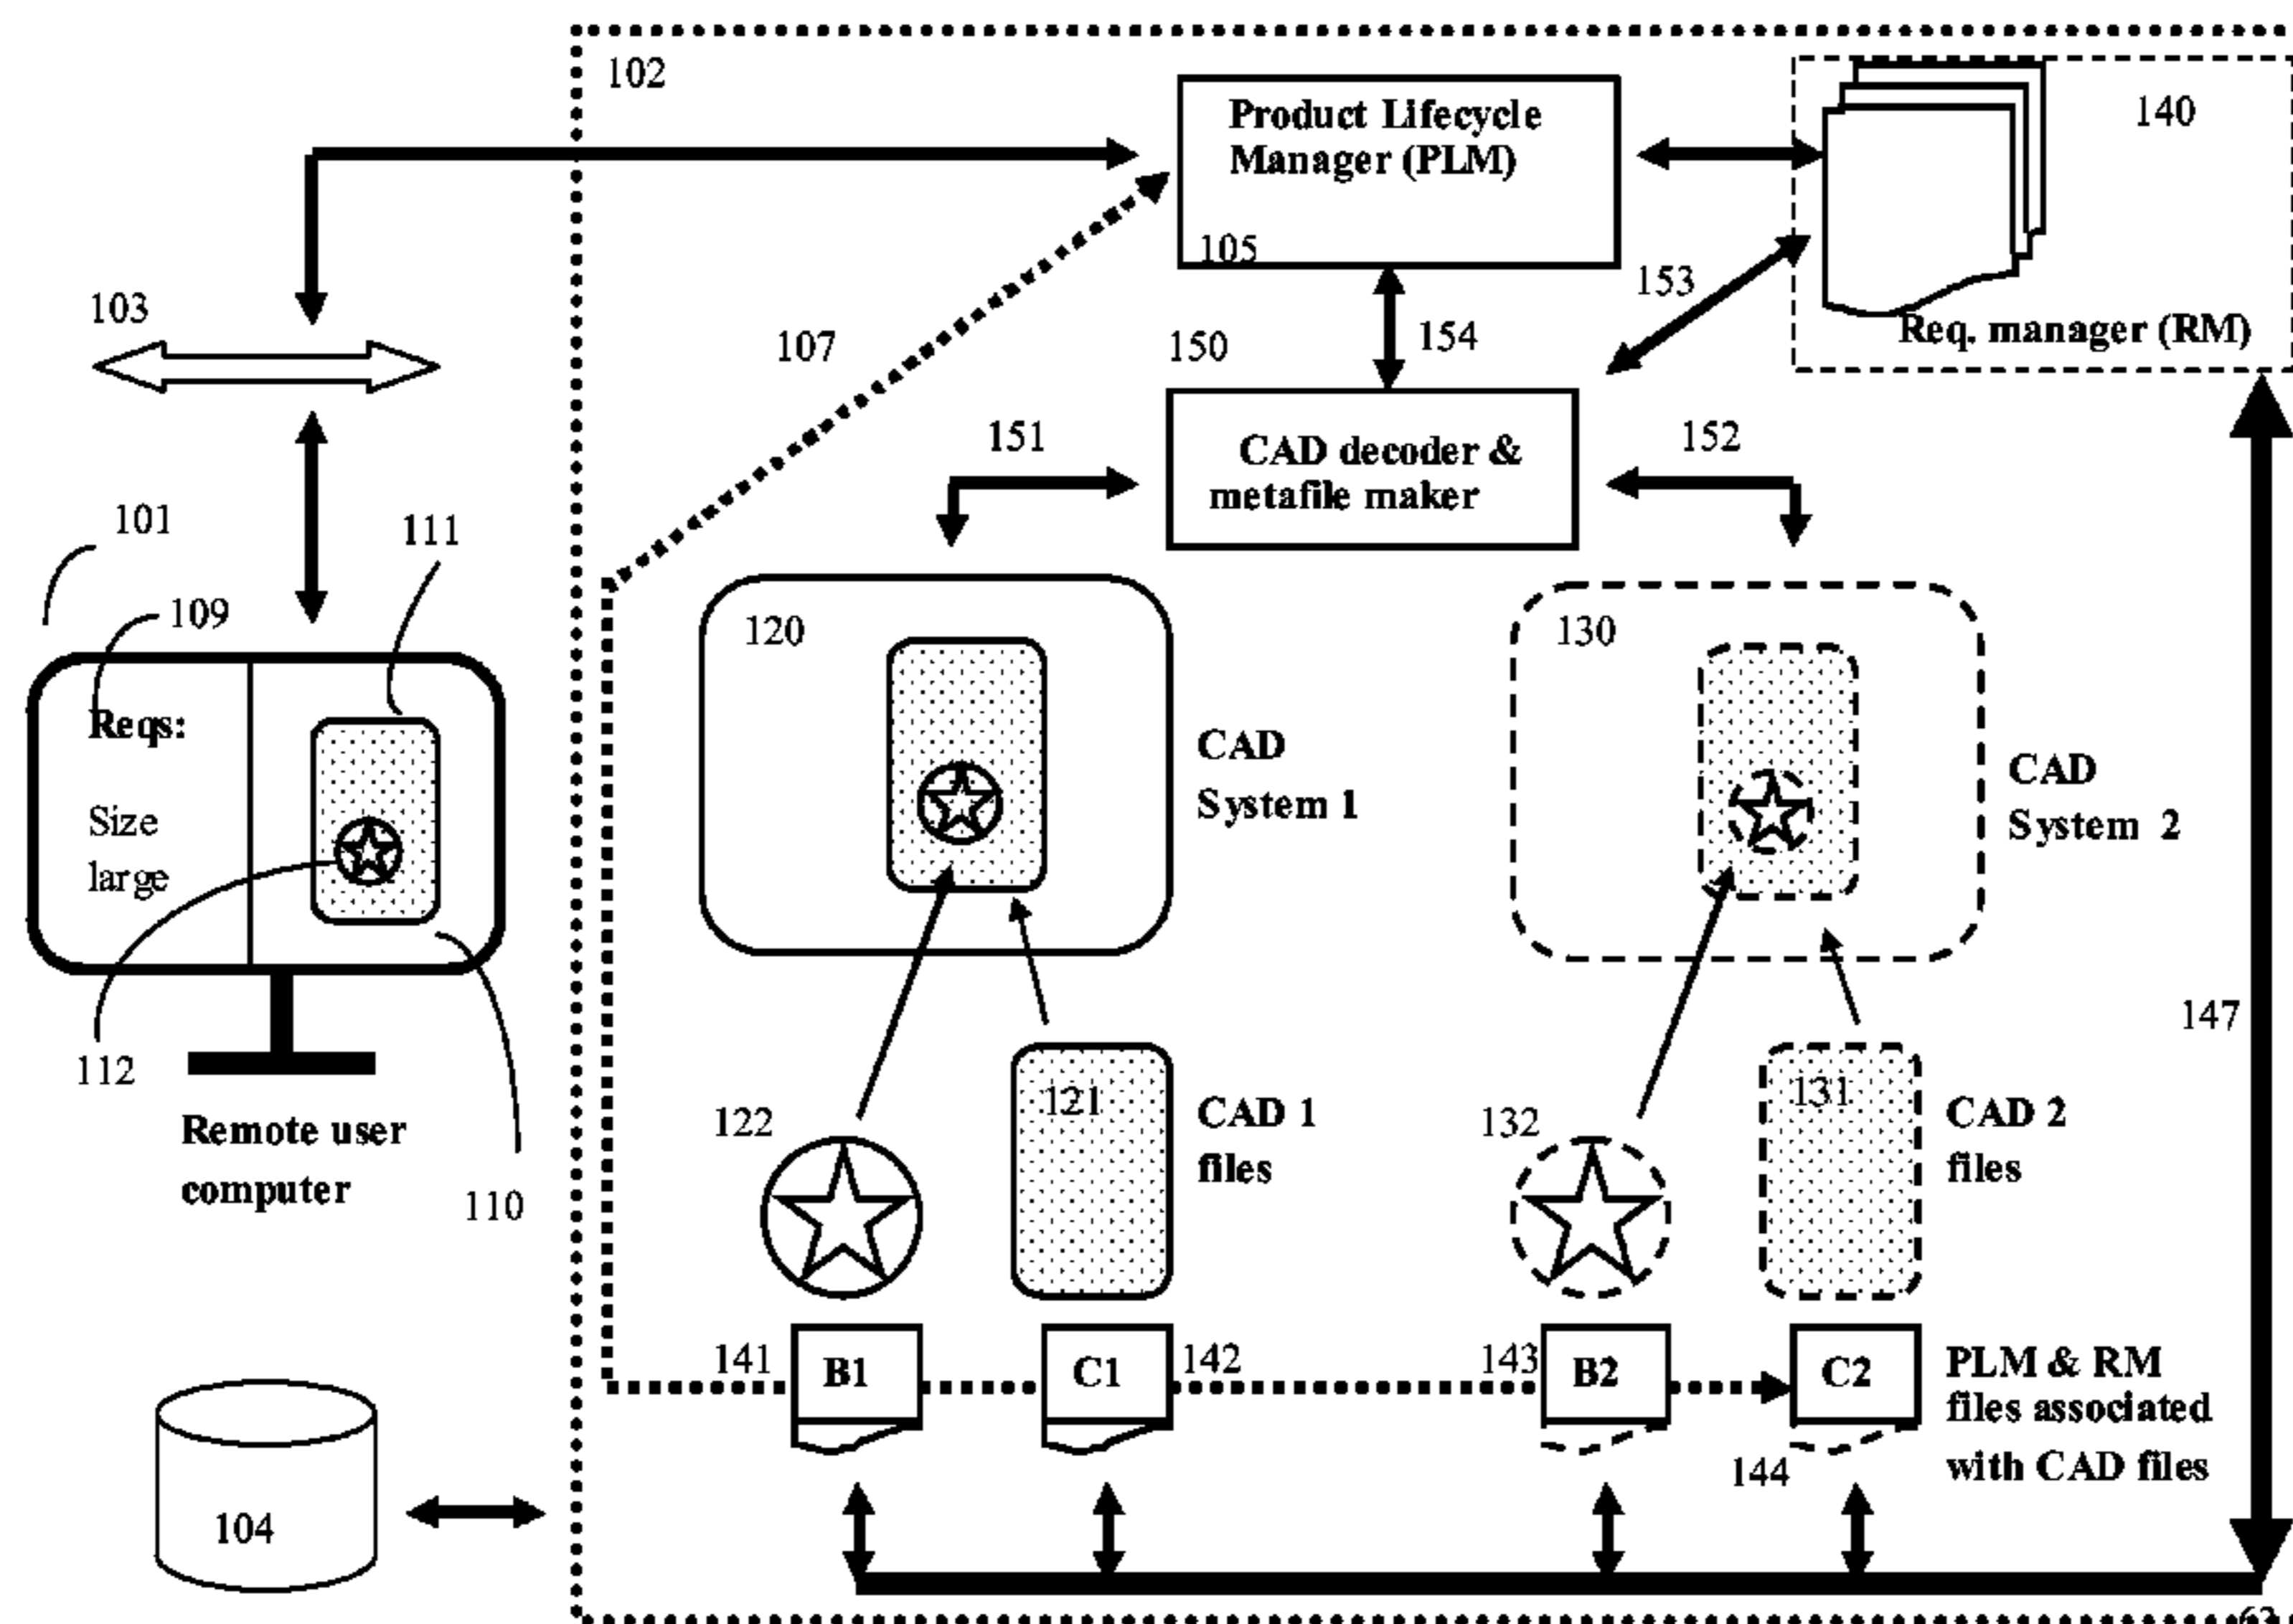 102
Product Lifecycle
Manager (PLM)
105
140
Req. manager (RM)
103
107
150
154
153
151
CAD decoder &
metafile maker
152
101
111
109
120
130
Reqs:
Size
large
CAD
System 1
CAD
System 2
147
112
Remote user
computer
110
122
121
CAD 1
files
132
131
CAD 2
files
141
B1
C1
142
143
B2
C2
PLM & RM
files associated
with CAD files
144
104